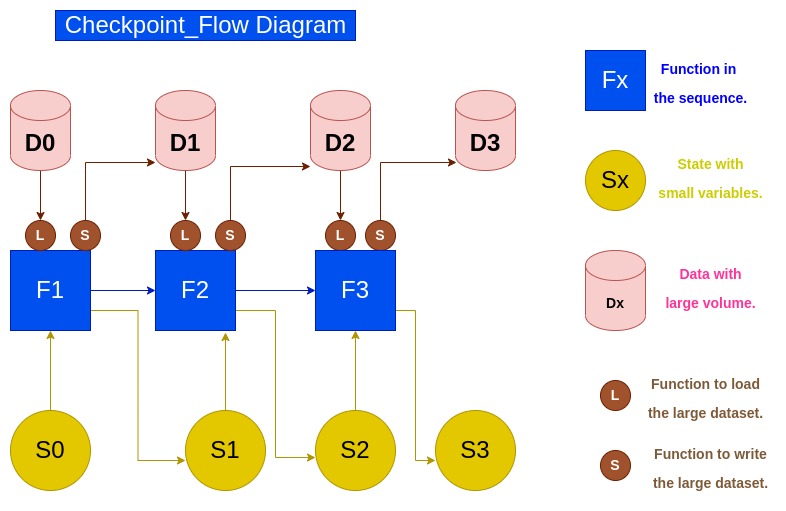 Checkpoint_Flow Diagram
D0
D1
D2
D3
L
S
L
S
L
S
F1
F2
F3
S0
S1
S2
S3
Fx
Function in
the sequence.
Sx
State with
small variables.
Dx
Data with
large volume.
L
Function to load
the large dataset.
S
Function to write
the large dataset.